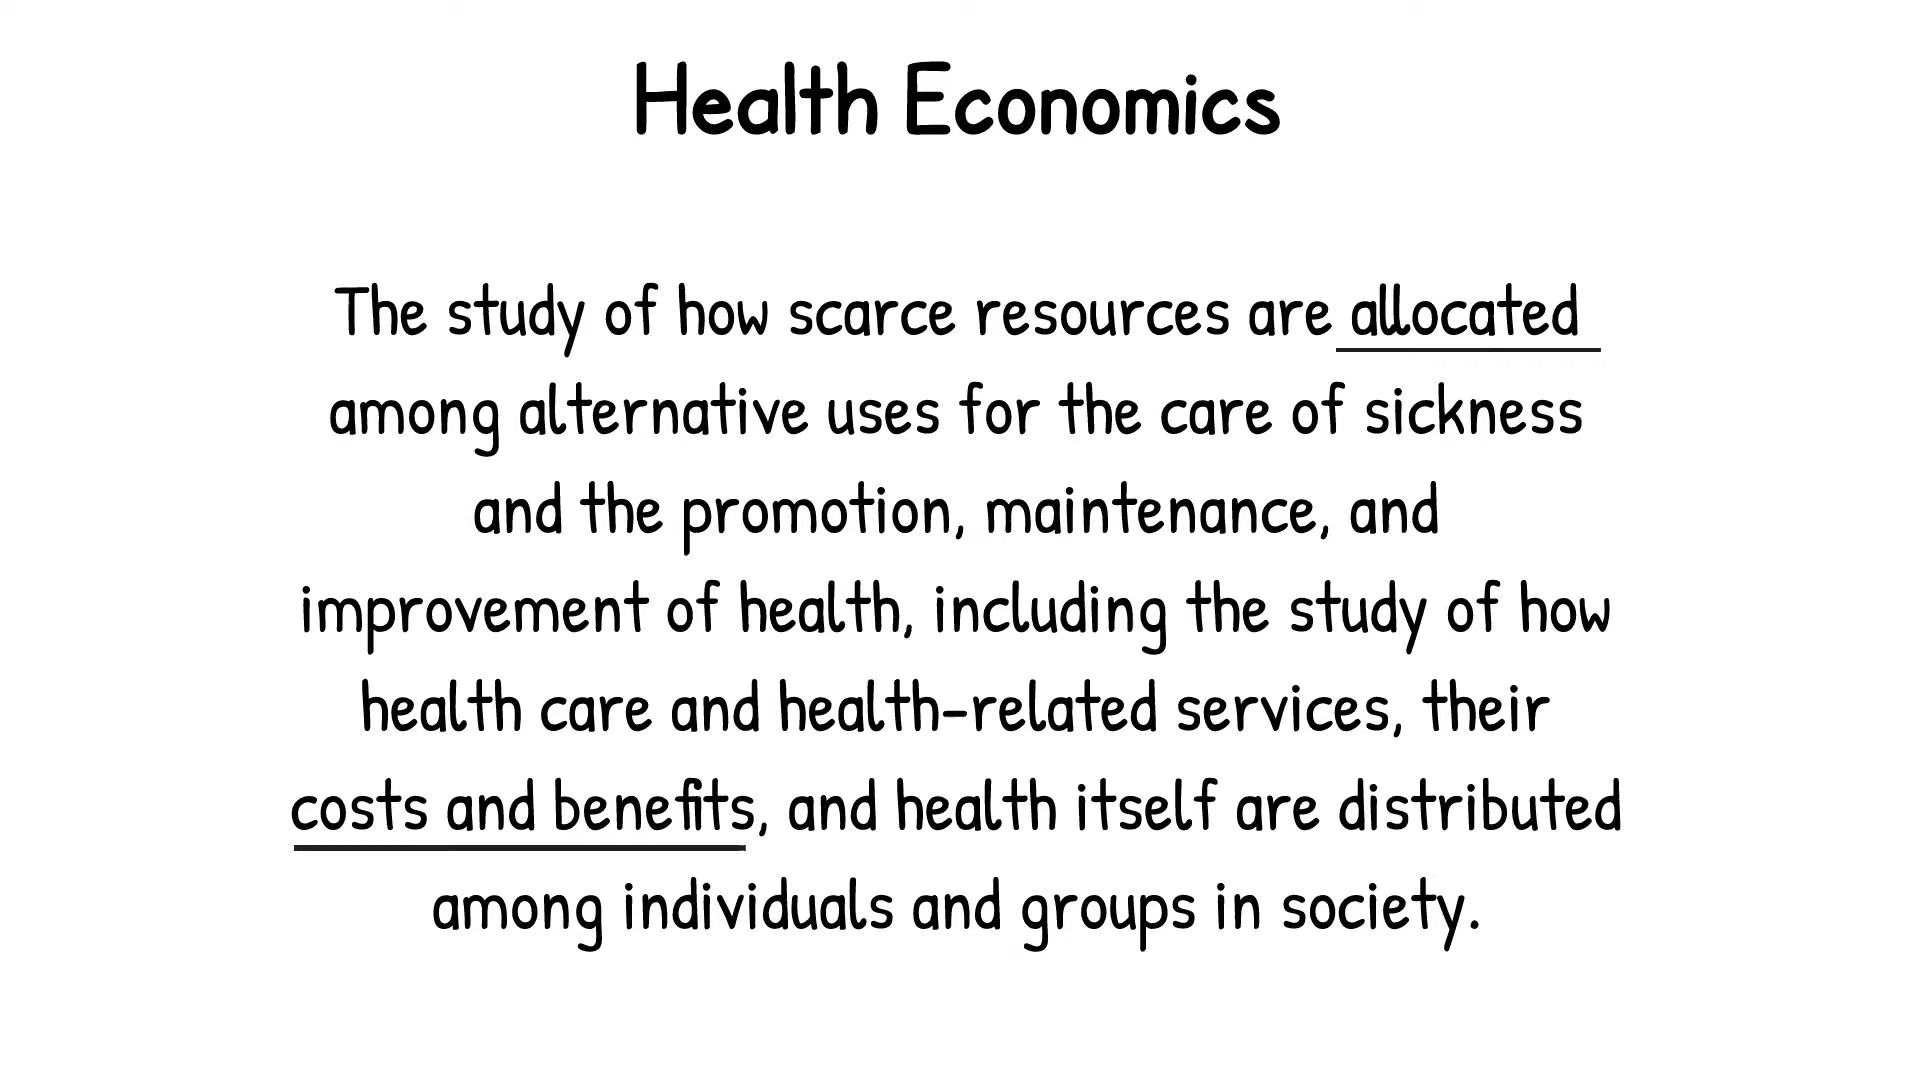 Health Economics
The study of how scarce resources are allocated
among alternative uses for the care of sickness
and the promotion, maintenance, and
improvement of health, including the study of how
health care and health-related services, their
costs and benefits, and health itself are distributed
among individuals and groups in society.